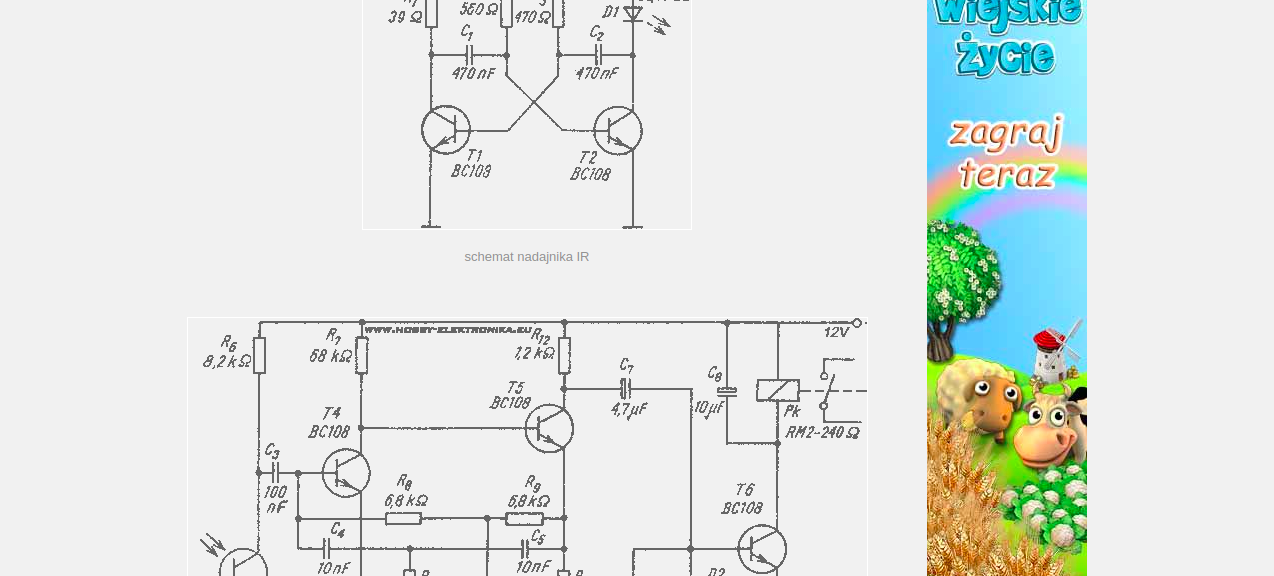 39 Ω
560 Ω
470 Ω
D1
C1
C2
470 nF
470 nF
T1
BC108
T2
BC108
schemat nadajnika IR
WWW.HOBBY-ELEKTRONIKA.EU
12V
R6
8,2 kΩ
R7
68 kΩ
R12
1,2 kΩ
C7
4,7 µF
C8
10 µF
Pk
RM2-240 Ω
T5
BC108
T4
BC108
C3
100
nF
R8
6,8 kΩ
R9
6,8 kΩ
T6
BC108
C4
10 nF
C5
10 nF
D2
wiejskie
życie
zagraj
teraz